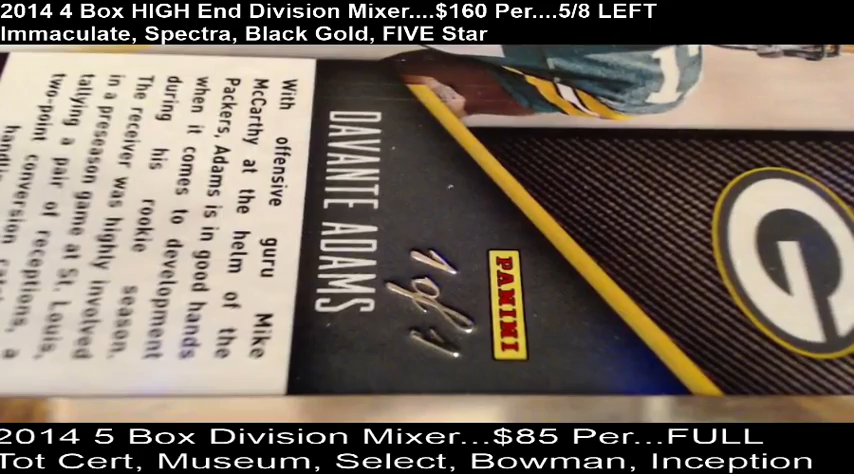 2014 4 Box HIGH End Division Mixer....$160 Per....5/8 LEFT
Immaculate, Spectra, Black Gold, FIVE Star
1
G
PANINI
1 of 1
DAVANTE ADAMS
With offensive guru Mike
McCarthy at the helm of the
Packers, Adams is in good hands
when it comes to development
during his rookie season.
The receiver was highly involved
in a preseason game at St. Louis,
tallying a pair of receptions, a
two-point conversion
2014 5 Box Division Mixer...$85 Per...FULL
Tot Cert, Museum, Select, Bowman, Inception